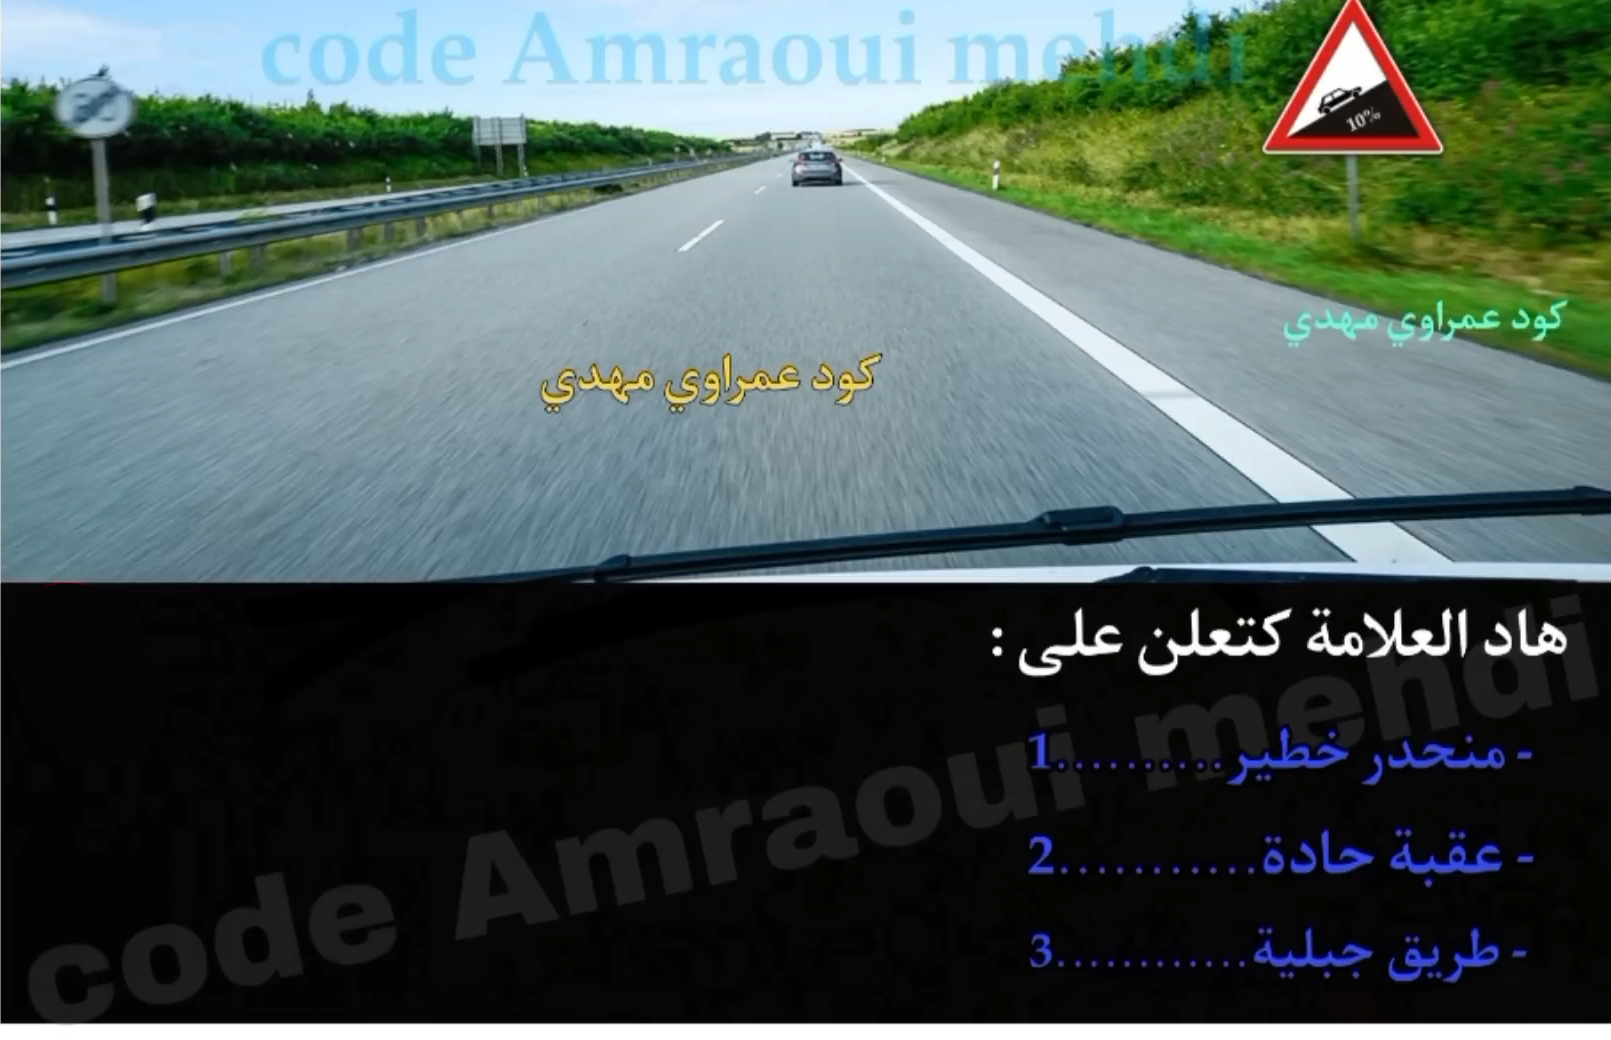 code Amraoui mehdi
80
10%
كود عمراوي مهدي
كود عمراوي مهدي
هاد العلامة كتعلن على :
- منحدر خطير..........1
- عقبة حادة...........2
- طريق جبلية............3
code Amraoui mehdi